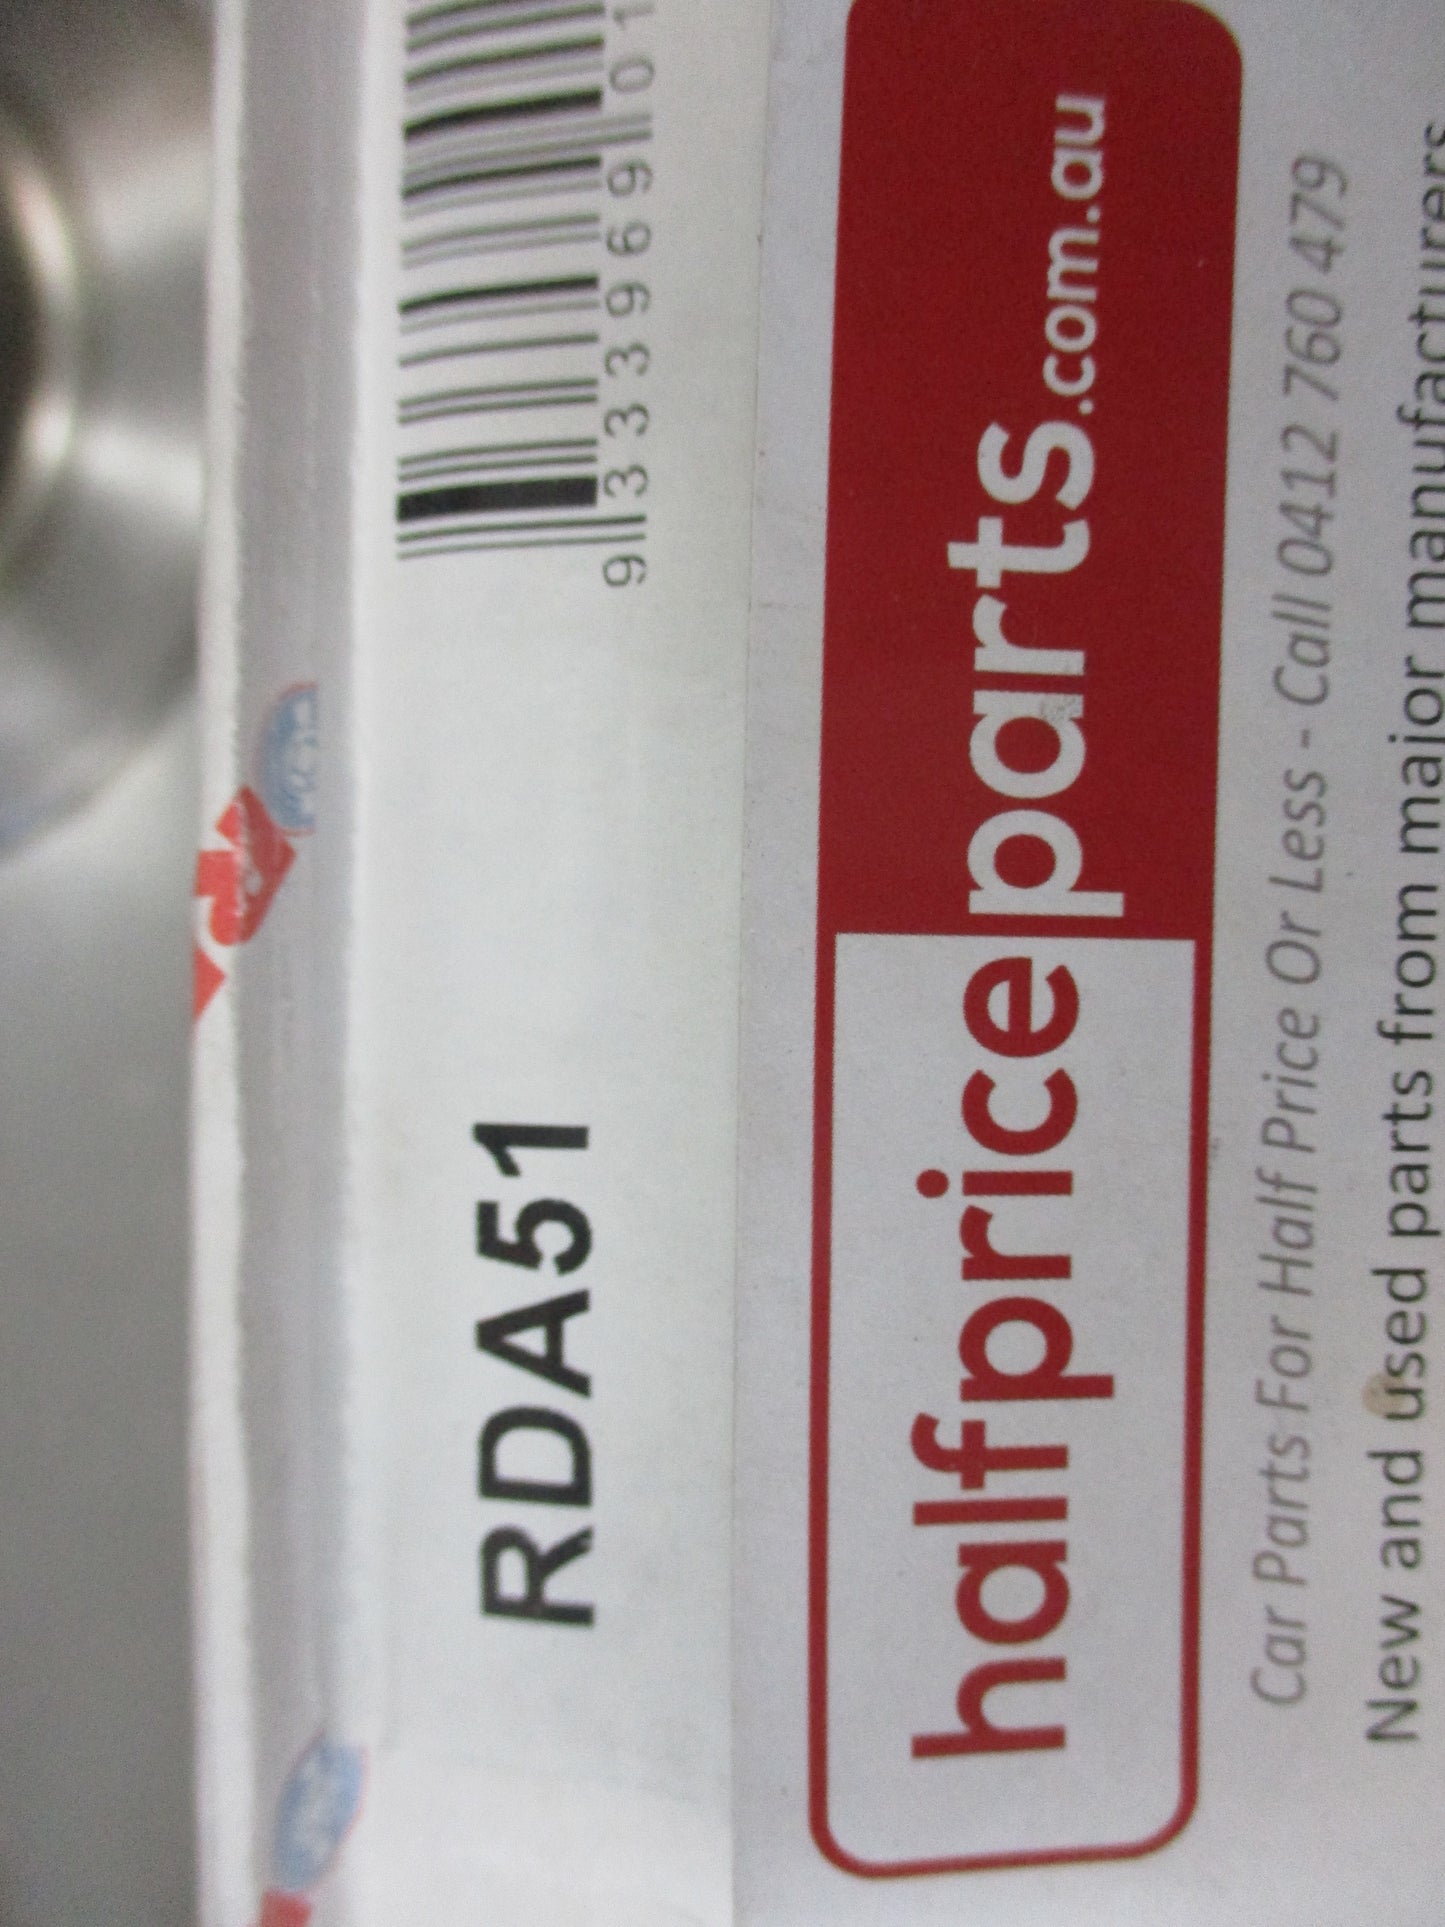 RDA51
9 333969 01
halfpriceparts.com.au
Car Parts For Half Price Or Less - Call 0412 760 479
New and used parts from major manufacturers